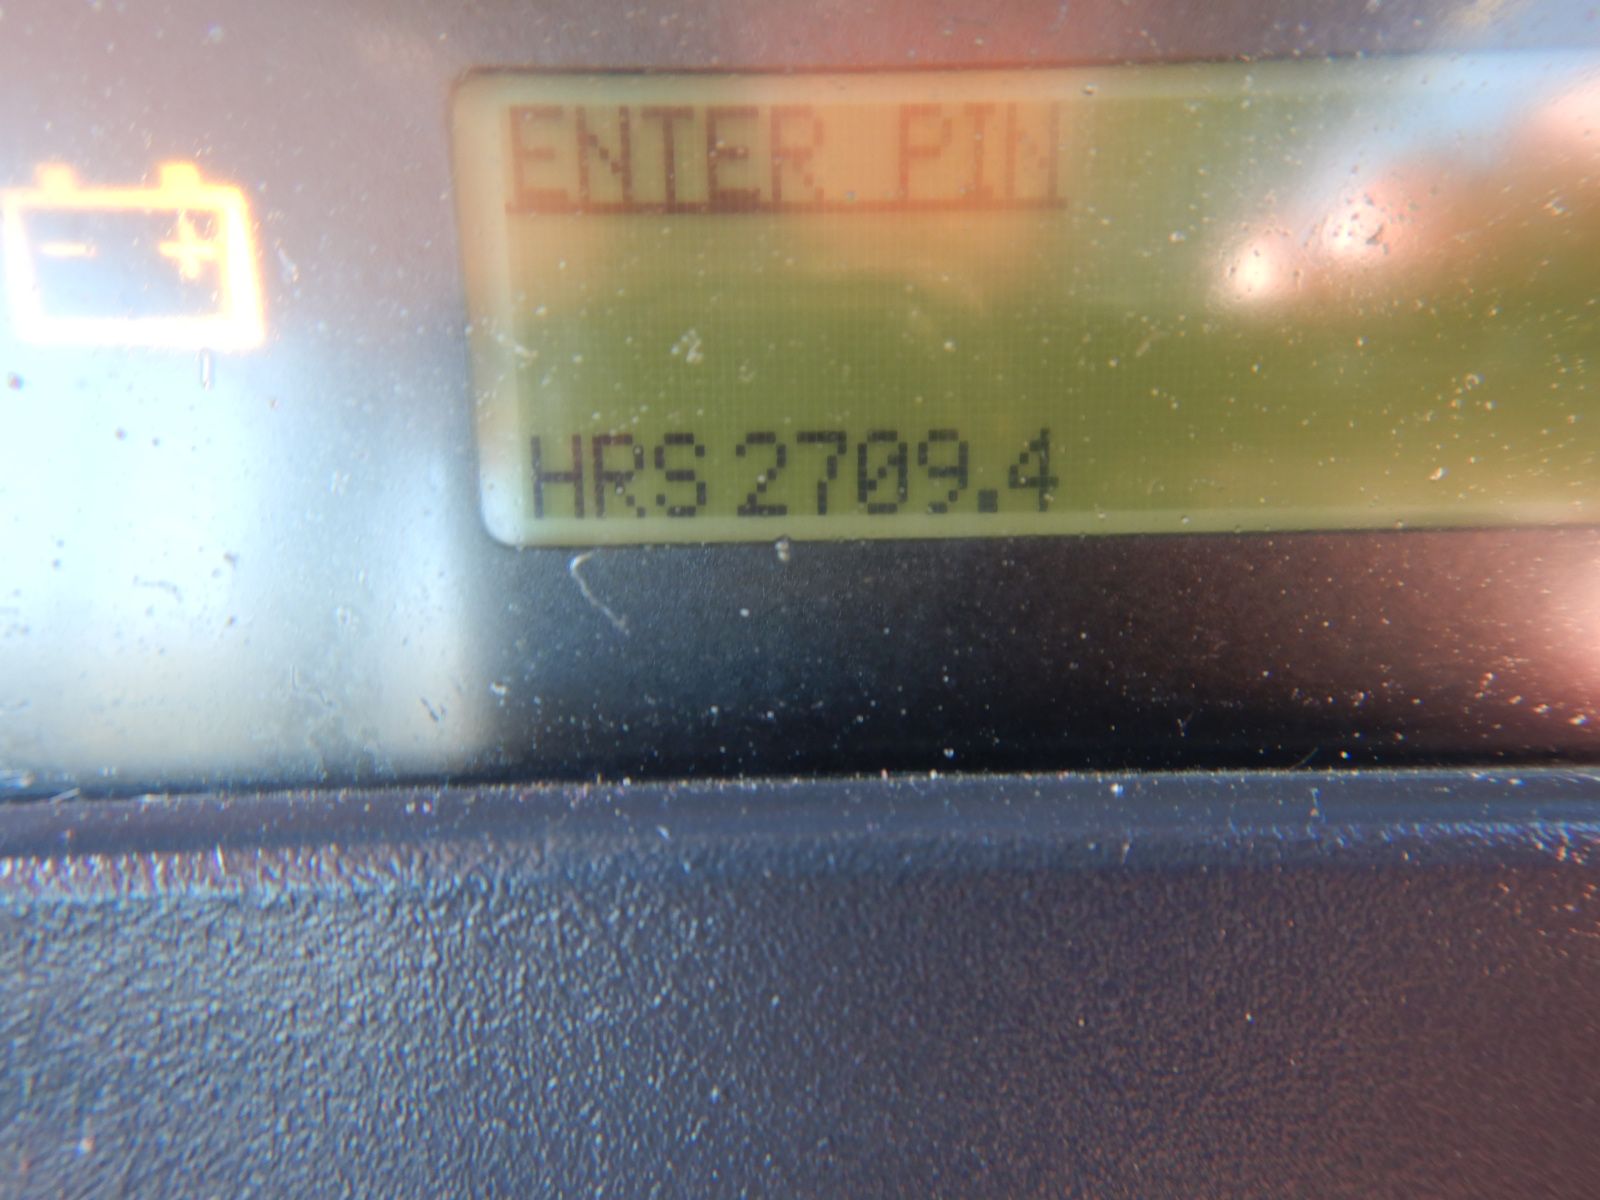 ENTER PIN
HRS 2709.4